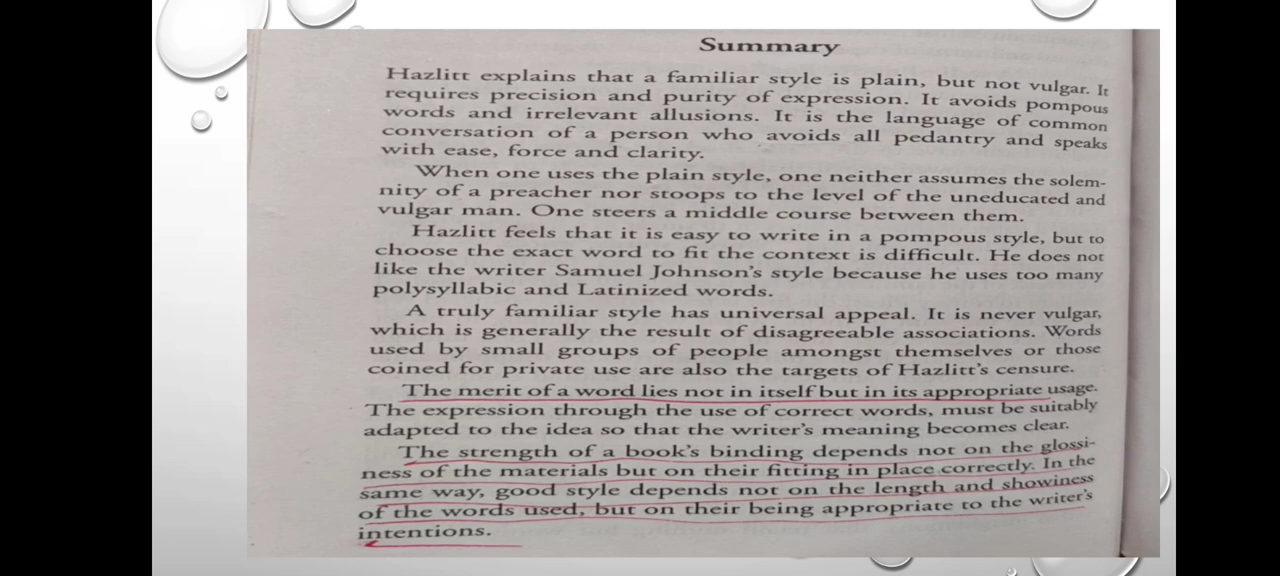 Summary
Hazlitt explains that a familiar style is plain, but not vulgar. It
requires precision and purity of expression. It avoids pompous
words and irrelevant allusions. It is the language of common
conversation of a person who avoids all pedantry and speaks
with ease, force and clarity.
When one uses the plain style, one neither assumes the solem-
nity of a preacher nor stoops to the level of the uneducated and
vulgar man. One steers a middle course between them.
Hazlitt feels that it is easy to write in a pompous style, but to
choose the exact word to fit the context is difficult. He does not
like the writer Samuel Johnson's style because he uses too many
polysyllabic and Latinized words.
A truly familiar style has universal appeal. It is never vulgar,
which is generally the result of disagreeable associations. Words
used by small groups of people amongst themselves or those
coined for private use are also the targets of Hazlitt's censure.
The merit of a word lies not in itself but in its appropriate usage.
The expression through the use of correct words, must be suitably
adapted to the idea so that the writer's meaning becomes clear.
The strength of a book's binding depends not on the glossi-
ness of the materials but on their fitting in place correctly. In the
same way, good style depends not on the length and showiness
of the words used, but on their being appropriate to the writer's
intentions.